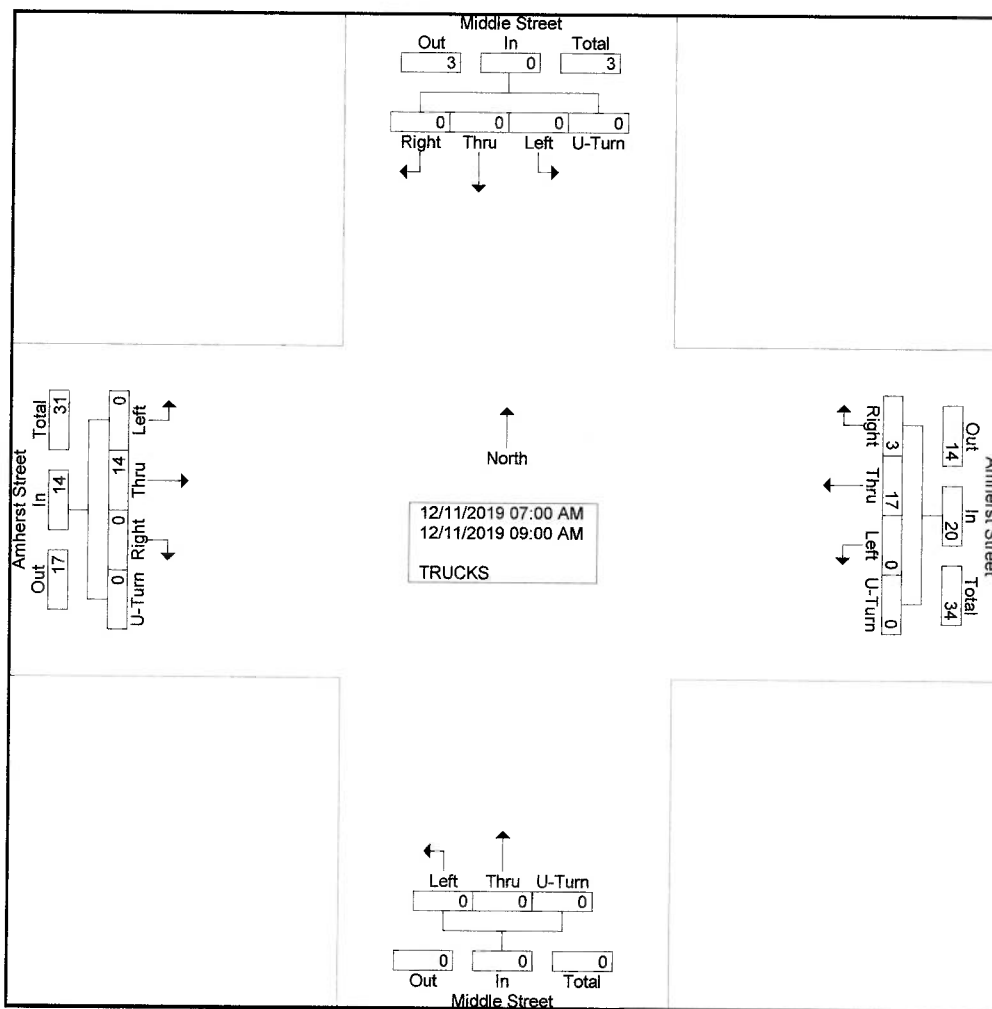 Middle Street
Out In Total
3 0 3
0 0 0 0
Right Thru Left U-Turn
Amherst Street
Total In Out
31 14 17
0 14 0 0
Left Thru Right U-Turn
North
12/11/2019 07:00 AM
12/11/2019 09:00 AM
TRUCKS
Right Thru Left U-Turn
3 17 0 0
Out In Total
14 20 34
Amherst Street
Left Thru U-Turn
0 0 0
0 0 0
Out In Total
Middle Street